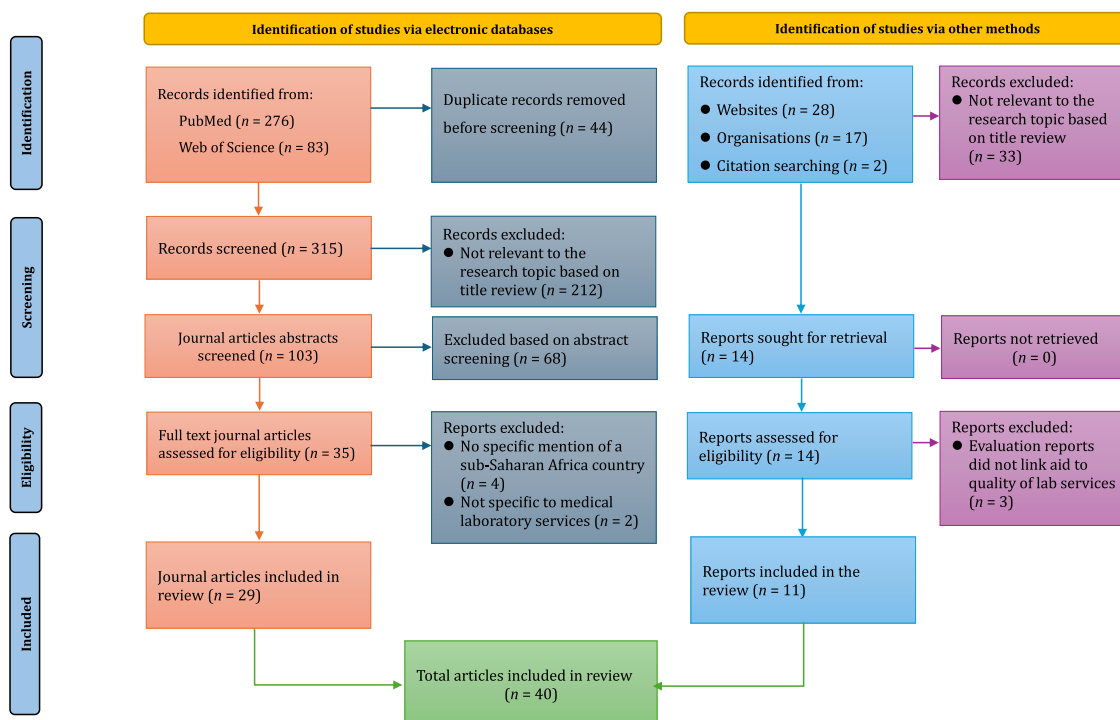 Identification of studies via electronic databases
Identification of studies via other methods
Identification
Records identified from:
PubMed (n = 276)
Web of Science (n = 83)
Duplicate records removed
before screening (n = 44)
Records identified from:
● Websites (n = 28)
● Organisations (n = 17)
● Citation searching (n = 2)
Records excluded:
● Not relevant to the
research topic based
on title review
(n = 33)
Screening
Records screened (n = 315)
Records excluded:
● Not relevant to the
research topic based on
title review (n = 212)
Journal articles abstracts
screened (n = 103)
Excluded based on abstract
screening (n = 68)
Reports sought for retrieval
(n = 14)
Reports not retrieved
(n = 0)
Eligibility
Full text journal articles
assessed for eligibility (n = 35)
Reports excluded:
● No specific mention of a
sub-Saharan Africa country
(n = 4)
● Not specific to medical
laboratory services (n = 2)
Reports assessed for
eligibility (n = 14)
Reports excluded:
● Evaluation reports
did not link aid to
quality of lab services
(n = 3)
Included
Journal articles included in
review (n = 29)
Reports included in the
review (n = 11)
Total articles included in review
(n = 40)